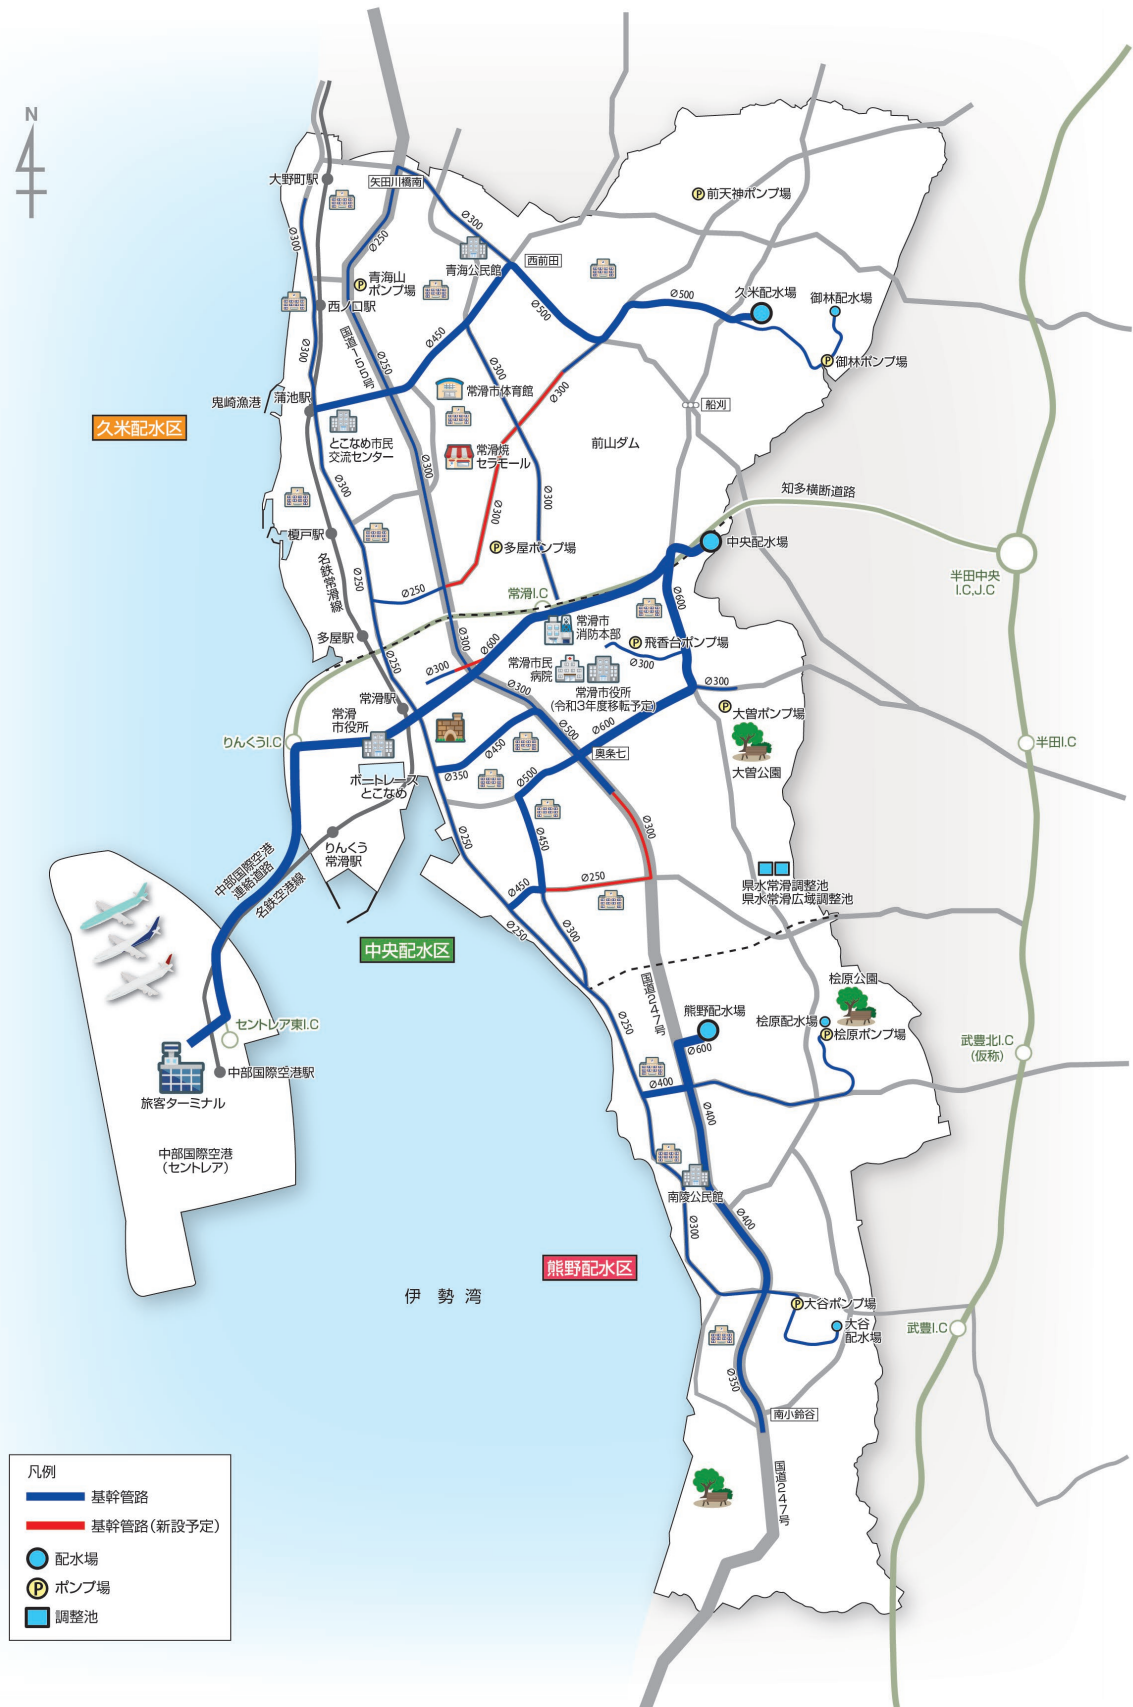 N
大野町駅
矢田川橋南
前天神ポンプ場
Ø300
Ø300
Ø250
青海公民館
西前田
青海山
ポンプ場
西ノ口駅
Ø500
Ø500
久米配水場
御林配水場
御林ポンプ場
国道155号
Ø450
Ø300
Ø250
Ø300
Ø300
常滑市体育館
鬼崎漁港
蒲池駅
船刈
久米配水区
とこなめ市民
交流センター
常滑焼
セラモール
前山ダム
Ø300
Ø300
Ø300
Ø300
知多横断道路
榎戸駅
多屋ポンプ場
中央配水場
半田中央
I.C,J.C
名鉄常滑線
Ø250
Ø250
常滑I.C
Ø600
多屋駅
Ø300
Ø600
常滑市
消防本部
飛香台ポンプ場
Ø250
Ø300
常滑市民
病院
Ø300
常滑市役所
(令和3年度移転予定)
Ø300
Ø300
常滑駅
常滑
市役所
大曽ポンプ場
りんくうI.C
Ø500
Ø600
Ø450
奥条七
半田I.C
大曽公園
ボートレース
とこなめ
Ø350
Ø500
りんくう
常滑駅
Ø250
Ø450
Ø300
中部国際空港
連絡道路
名鉄空港線
県水常滑調整池
県水常滑広域調整池
Ø450
Ø250
Ø250
Ø300
中央配水区
国道247号
桧原公園
熊野配水場
桧原配水場
桧原ポンプ場
セントレア東I.C
Ø250
Ø600
武豊北I.C
(仮称)
中部国際空港駅
旅客ターミナル
Ø400
Ø400
中部国際空港
(セントレア)
南陵公民館
Ø300
Ø400
熊野配水区
伊勢湾
大谷ポンプ場
大谷
配水場
武豊I.C
Ø350
南小鈴谷
国道247号
凡例
基幹管路
基幹管路(新設予定)
配水場
P ポンプ場
調整池